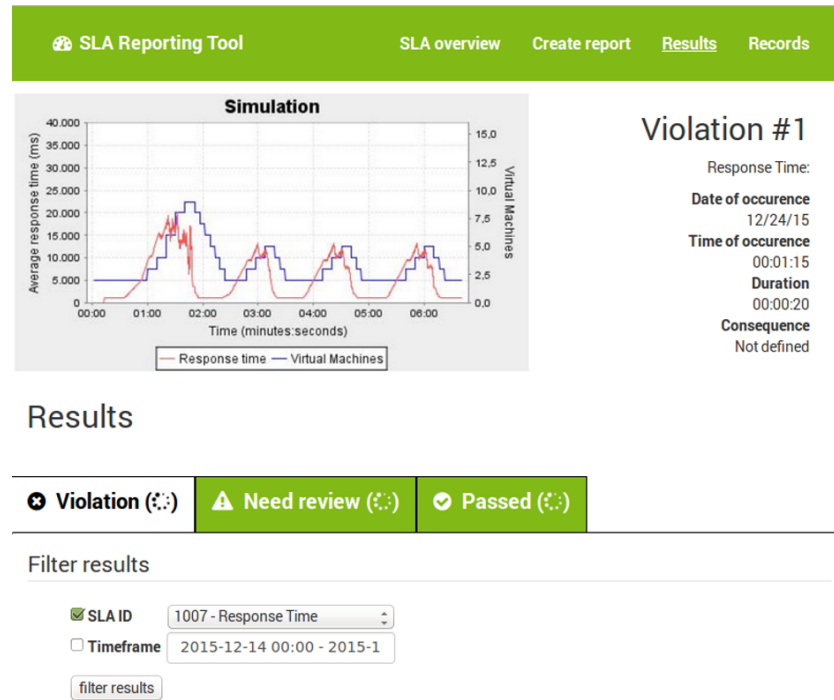 SLA Reporting Tool
SLA overview Create report Results Records
Simulation
Average response time (ms)
40.000
35.000
30.000
25.000
20.000
15.000
10.000
5.000
0
15,0
12,5
10,0
7,5
5,0
2,5
0,0
Virtual Machines
00:00 01:00 02:00 03:00 04:00 05:00 06:00
Time (minutes:seconds)
Response time Virtual Machines
Violation #1
Response Time:
Date of occurence
12/24/15
Time of occurence
00:01:15
Duration
00:00:20
Consequence
Not defined
Results
Violation ( ) Need review ( ) Passed ( )
Filter results
SLA ID 1007 - Response Time
Timeframe 2015-12-14 00:00 - 2015-1
filter results